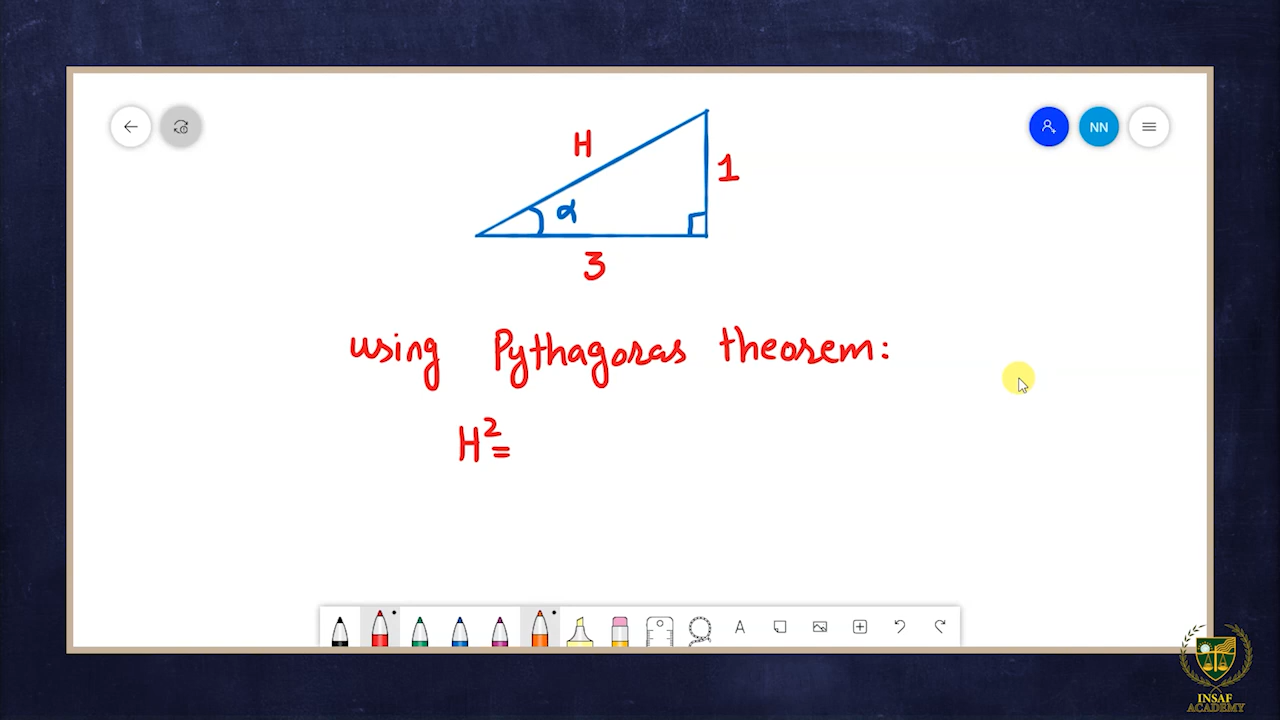 NN
H
1
α
3
using Pythagoras theorem:
H²=
A
INSAF
ACADEMY